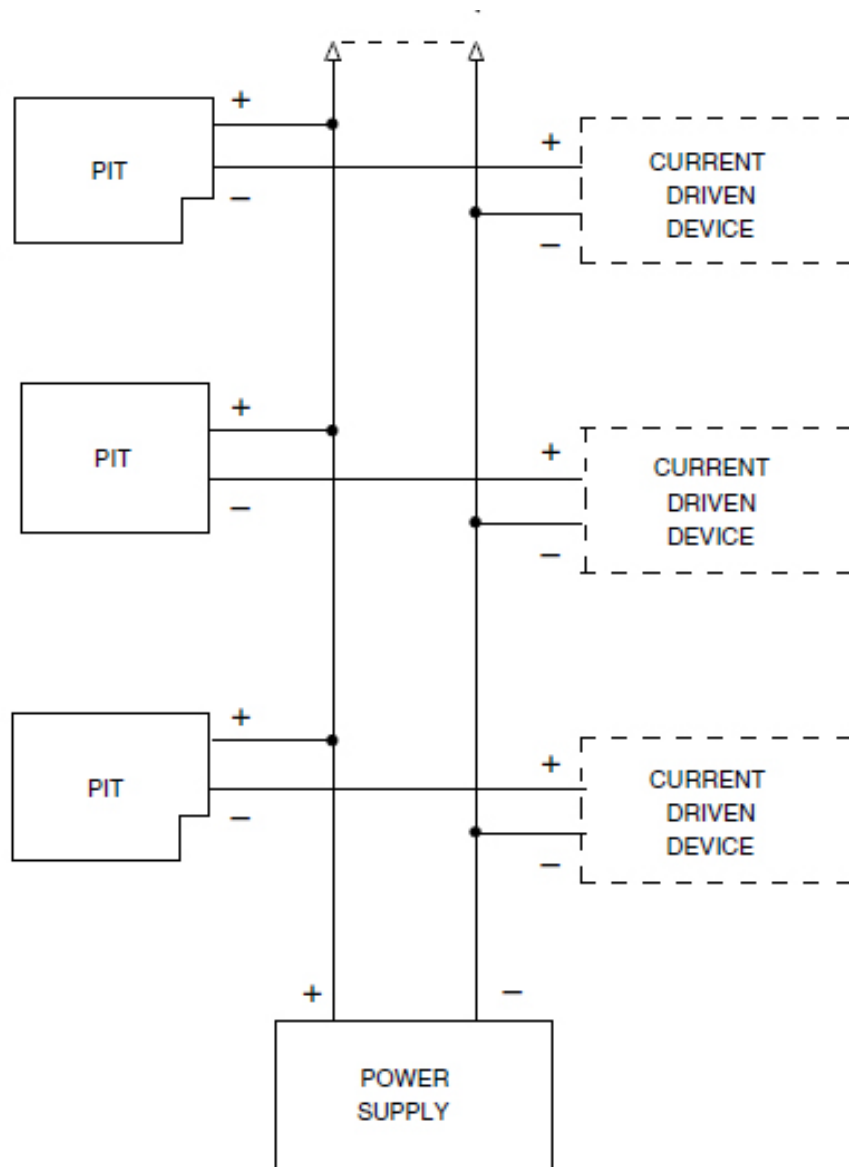 +
PIT
−
+
CURRENT
DRIVEN
DEVICE
−
+
PIT
−
+
CURRENT
DRIVEN
DEVICE
−
+
PIT
−
+
CURRENT
DRIVEN
DEVICE
−
+
−
POWER
SUPPLY